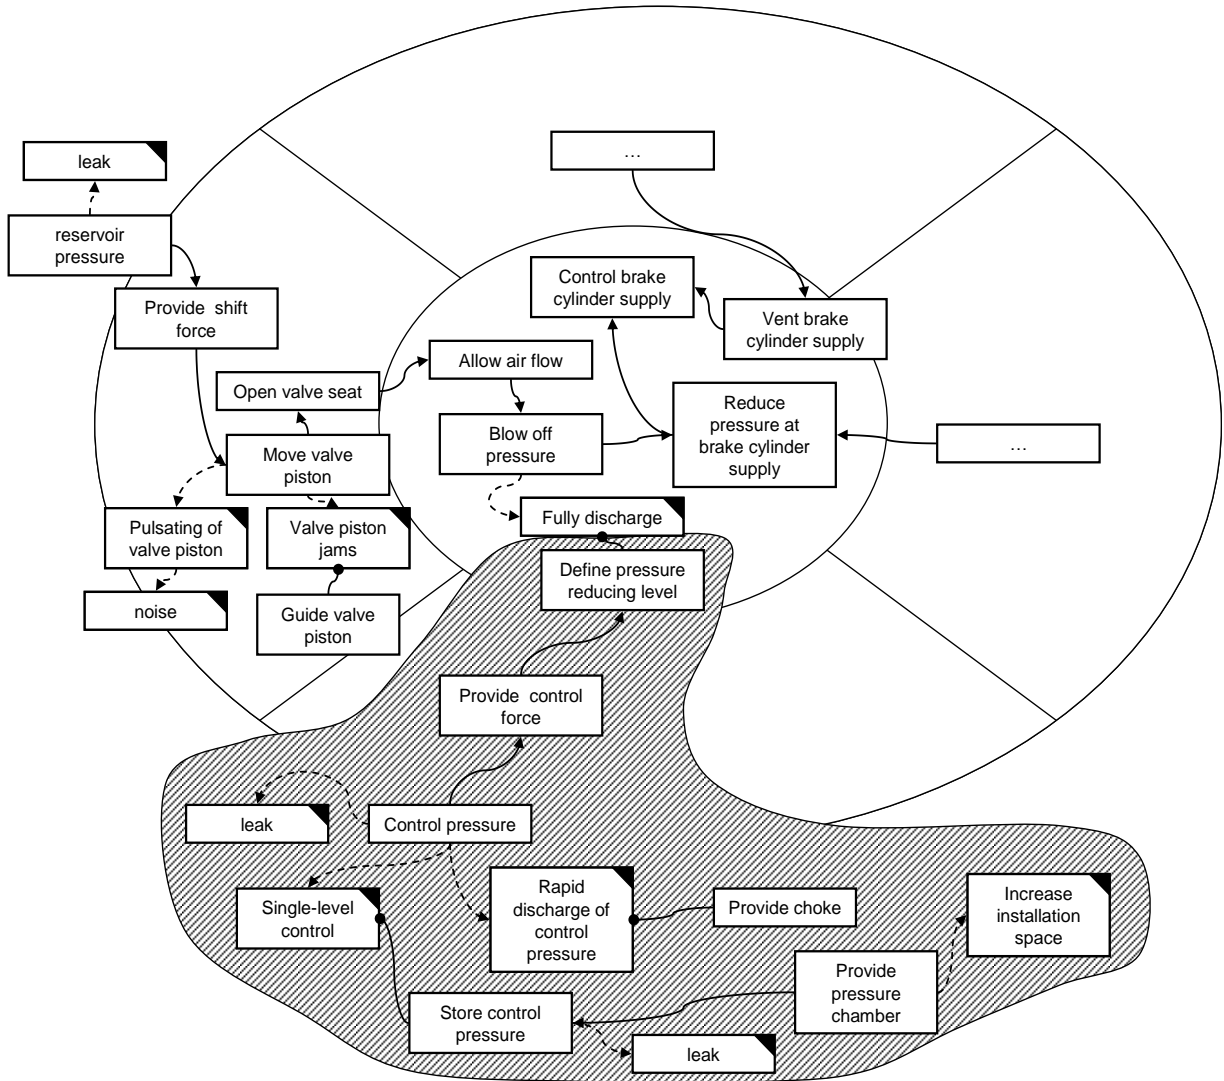 leak
…
reservoir
pressure
Control brake
cylinder supply
Provide shift
force
Vent brake
cylinder supply
Allow air flow
Open valve seat
Reduce
pressure at
brake cylinder
supply
Blow off
pressure
…
Move valve
piston
Fully discharge
Pulsating of
valve piston
Valve piston
jams
Define pressure
reducing level
noise
Guide valve
piston
Provide control
force
leak
Control pressure
Single-level
control
Rapid
discharge of
control
pressure
Provide choke
Increase
installation
space
Provide
pressure
chamber
Store control
pressure
leak